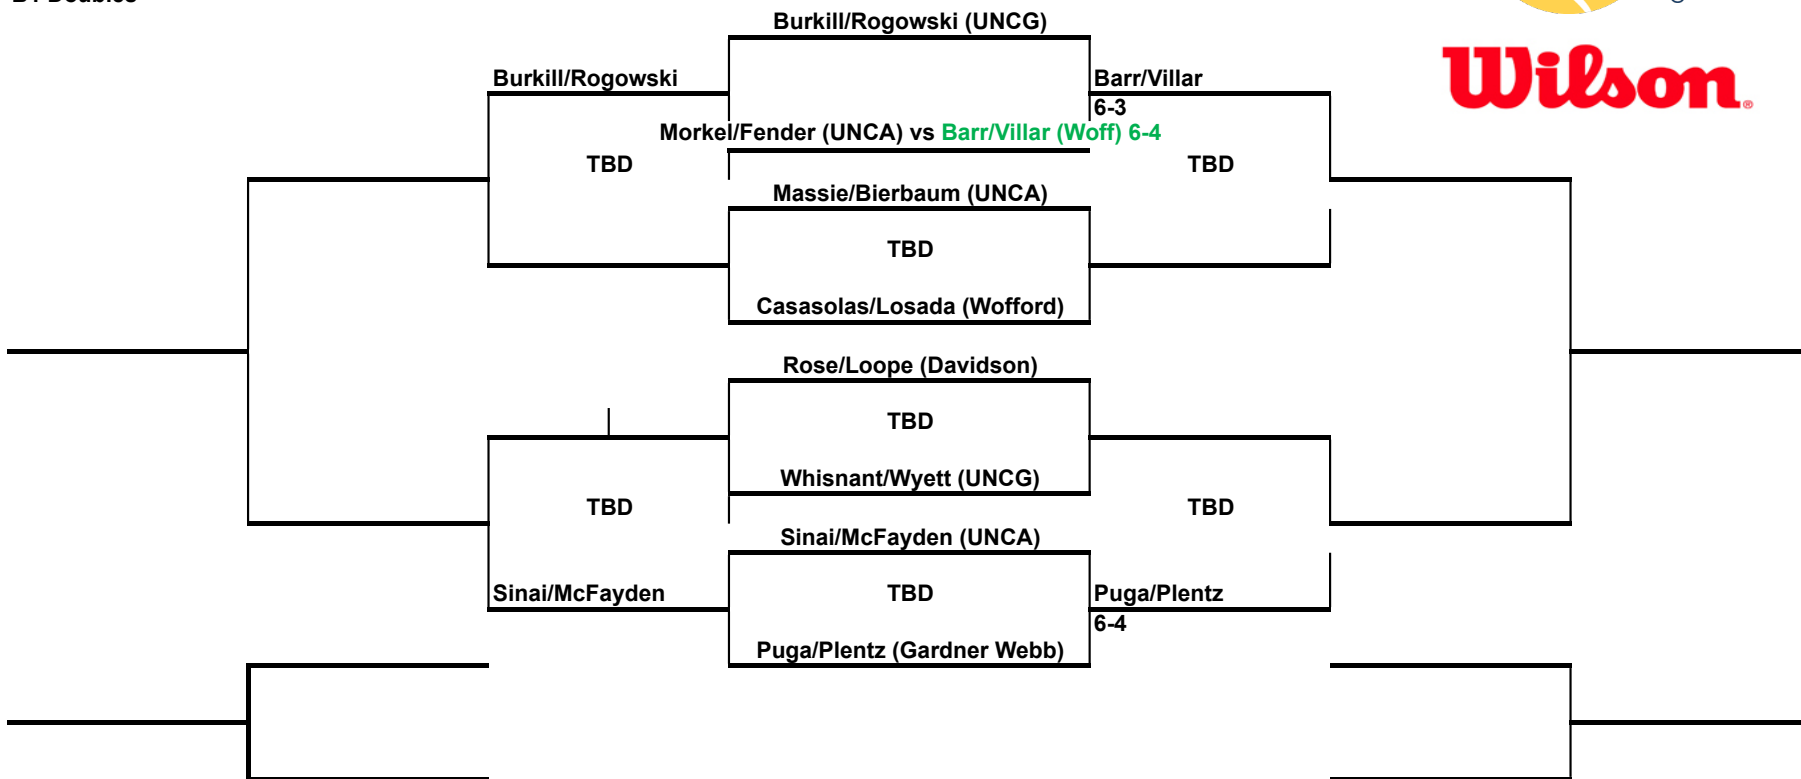 Burkill/Rogowski (UNCG)
Burkill/Rogowski
Barr/Villar
6-3
Wilson.
Morkel/Fender (UNCA) vs Barr/Villar (Woff) 6-4
TBD
TBD
Massie/Bierbaum (UNCA)
TBD
Casasolas/Losada (Wofford)
Rose/Loope (Davidson)
TBD
Whisnant/Wyett (UNCG)
TBD
TBD
Sinai/McFayden (UNCA)
Sinai/McFayden
TBD
Puga/Plentz
6-4
Puga/Plentz (Gardner Webb)